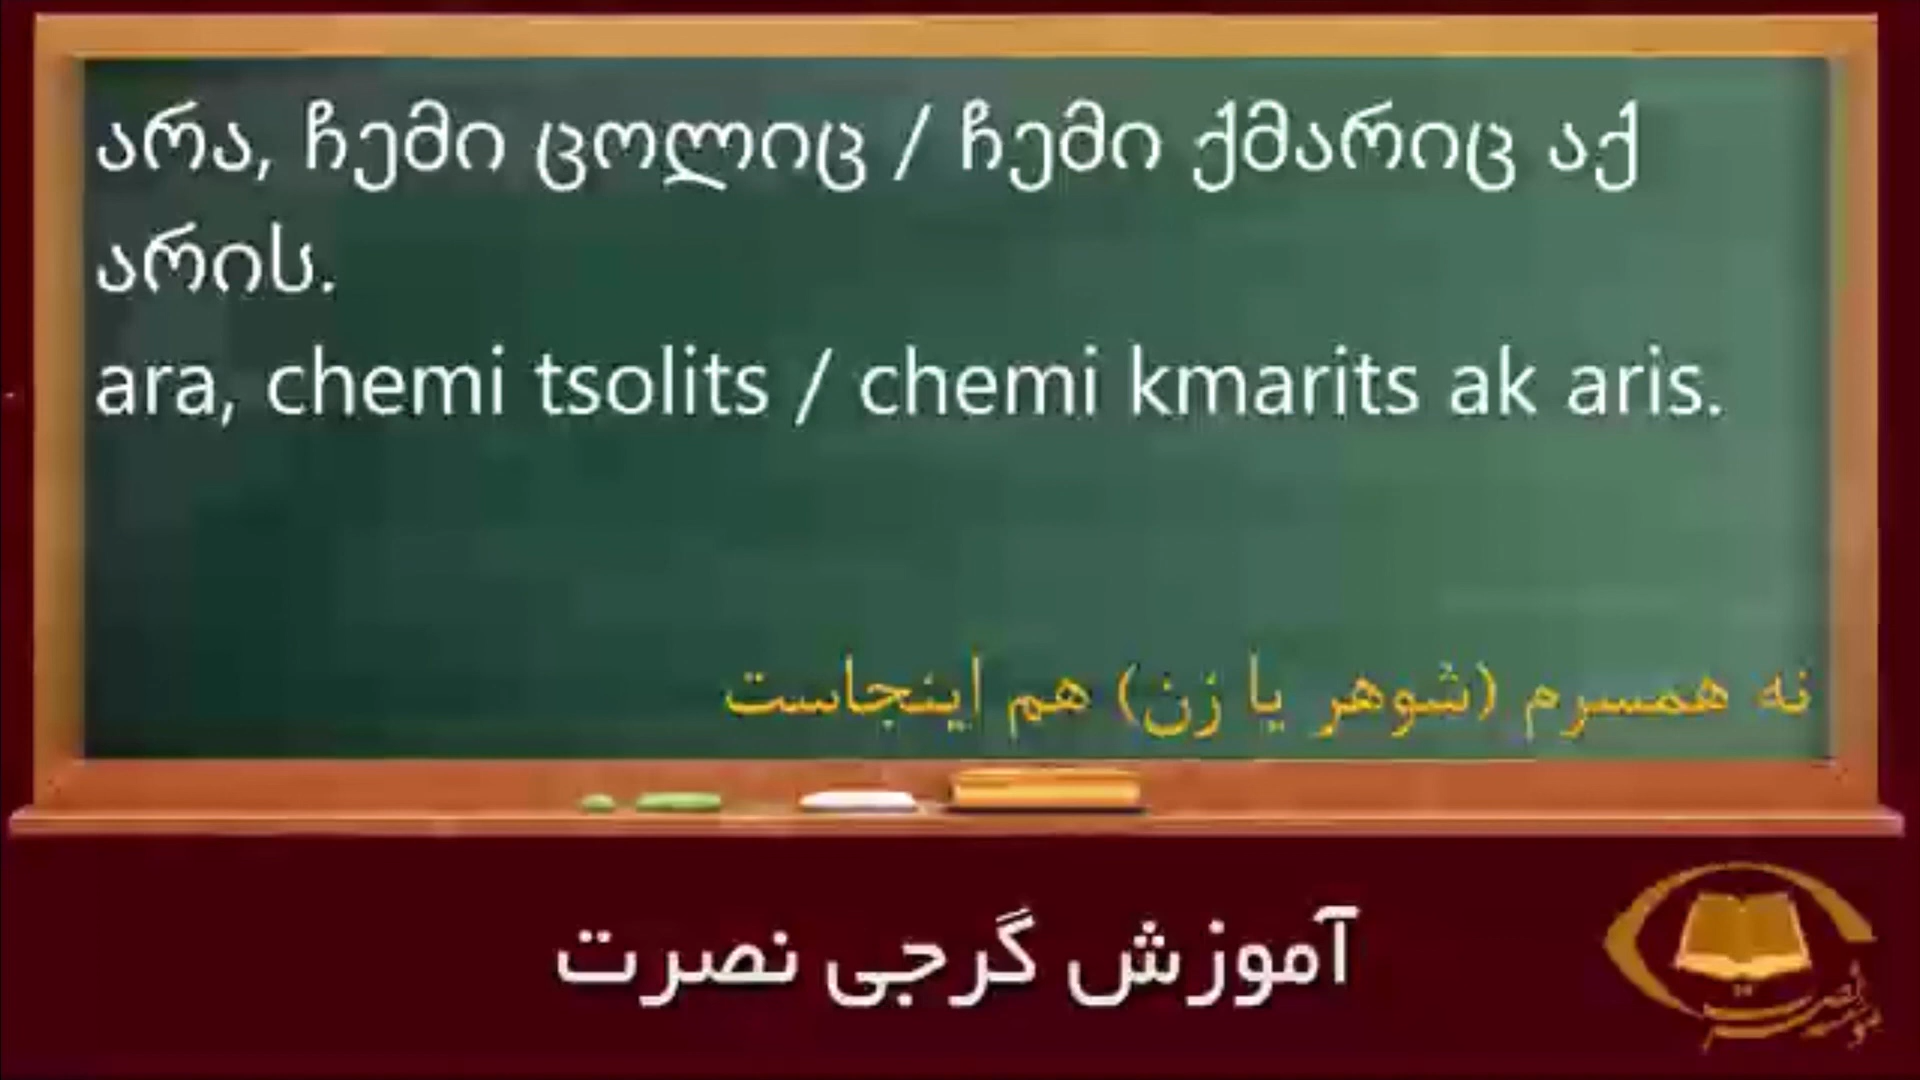 არა, ჩემი ცოლიც / ჩემი ქმარიც აქ
არის.
ara, chemi tsolits / chemi kmarits ak aris.
نه همسرم (شوهر یا زن) هم اینجاست
آموزش گرجی نصرت